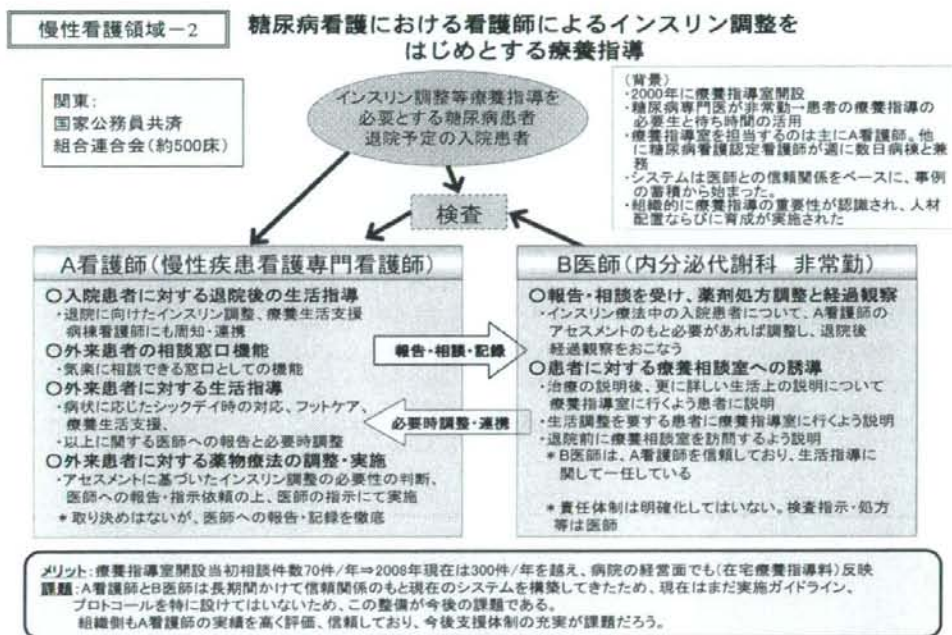 慢性看護領域－2
糖尿病看護における看護師によるインスリン調整を
はじめとする療養指導
関東:
国家公務員共済
組合連合会(約500床)
インスリン調整等療養指導を
必要とする糖尿病患者
退院予定の入院患者
(背景)
・2000年に療養指導室開設
・糖尿病専門医が非常勤→患者の療養指導の
必要生と待ち時間の活用
・療養指導室を担当するのは主にA看護師。他
に糖尿病看護認定看護師が週に数日病棟と兼
務
・システムは医師との信頼関係をベースに、事例
の蓄積から始まった。
・組織的に療養指導の重要性が認識され、人材
配置ならびに育成が実施された
検査
A看護師(慢性疾患看護専門看護師)
○入院患者に対する退院後の生活指導
・退院に向けたインスリン調整、療養生活支援
病棟看護師にも周知・連携
○外来患者の相談窓口機能
・気楽に相談できる窓口としての機能
○外来患者に対する生活指導
・病状に応じたシックデイ時の対応、フットケア、
療養生活支援、
・以上に関する医師への報告と必要時調整
○外来患者に対する薬物療法の調整・実施
・アセスメントに基づいたインスリン調整の必要性の判断、
医師への報告・指示依頼の上、医師の指示にて実施
＊取り決めはないが、医師への報告・記録を徹底
報告・相談・記録
必要時調整・連携
B医師(内分泌代謝科 非常勤)
○報告・相談を受け、薬剤処方調整と経過観察
・インスリン療法中の入院患者について、A看護師の
アセスメントのもと必要があれば調整し、退院後
経過観察をおこなう
○患者に対する療養相談室への誘導
・治療の説明後、更に詳しい生活上の説明について
療養指導室に行くよう患者に説明
・生活調整を要する患者に療養指導室に行くよう説明
・退院前に療養相談室を訪問するよう説明
＊B医師は、A看護師を信頼しており、生活指導に
関して一任している
＊責任体制は明確化してはいない。検査指示・処方
等は医師
メリット:療養指導室開設当初相談件数70件/年⇒2008年現在は300件/年を越え、病院の経営面でも(在宅療養指導料)反映
課題:A看護師とB医師は長期間かけて信頼関係のもと現在のシステムを構築してきたため、現在はまだ実施ガイドライン、
プロトコールを特に設けてはいないため、この整備が今後の課題である。
組織側もA看護師の実績を高く評価、信頼しており、今後支援体制の充実が課題だろう。